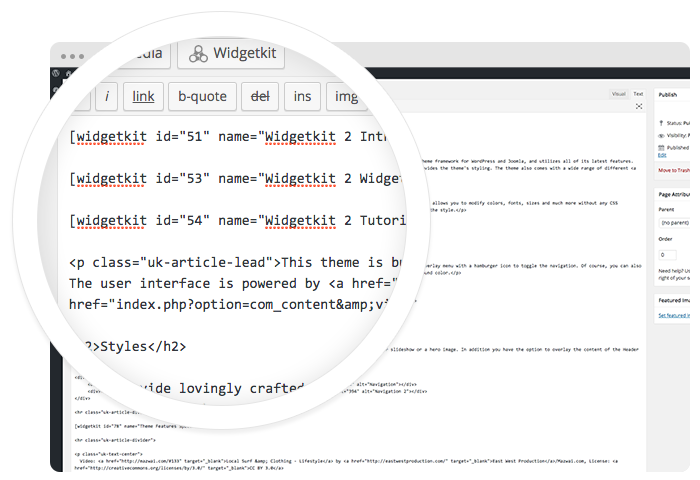 dia
Widgetkit
i link b-quote del ins img
[widgetkit id="51" name="Widgetkit 2 Int
[widgetkit id="53" name="Widgetkit 2 Widge
[widgetkit id="54" name="Widgetkit 2 Tutori
<p class="uk-article-lead">This theme is bu
The user interface is powered by <a href="
href="index.php?option=com_content&amp;vi
2>Styles</h2>
vide lovingly crafted
Visual Text
eme framework for WordPress and Joomla, and utilizes all of its latest features.
vides the theme's styling. The theme also comes with a wide range of different <a
allows you to modify colors, fonts, sizes and much more without any CSS
the style.</p>
overlay menu with a hamburger icon to toggle the navigation. Of course, you can also
und color.</p>
slideshow or a hero image. In addition you have the option to overlay the content of the Header
<div
<div
alt="Navigation"></div>
"394" alt="Navigation 2"></div>
</div>
<hr class="uk-article-di
[widgetkit id="78" name="Theme Features
<hr class="uk-article-divider">
<p class="uk-text-center">
Video: <a href="http://mazwai.com/#133" target="_blank">Local Surf &amp; Clothing - Lifestyle</a> by <a href="http://eastwestproduction.com/" target="_blank">East West Production</a>/Mazwai.com, License: <a
href="http://creativecommons.org/licenses/by/3.0/" target="_blank">CC BY 3.0</a>
Publish
Status: Pu
Visibility: P
Published
Edit
Move to Trash
Page Attribu
Parent
(no parent)
Order
0
Need help? Us
right of your s
Featured Ima
Set featured i